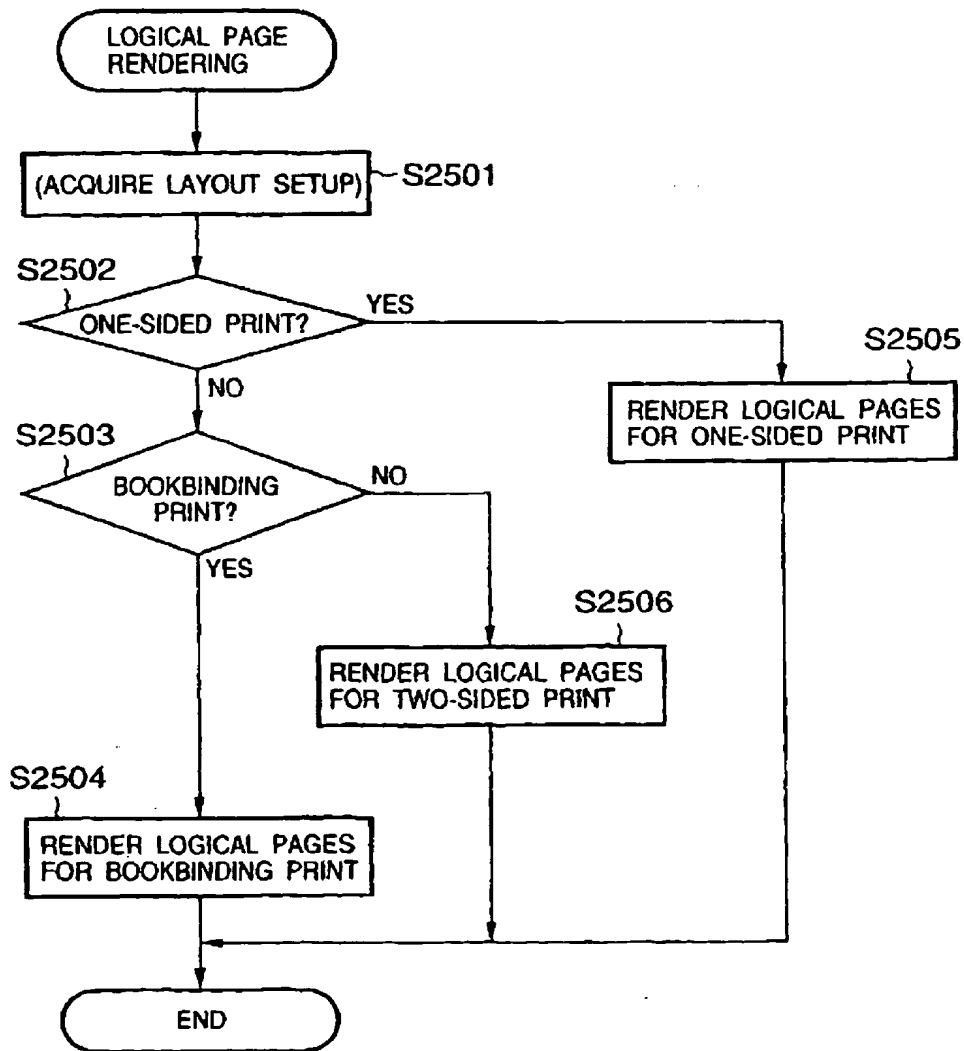 LOGICAL PAGE
RENDERING
(ACQUIRE LAYOUT SETUP)
S2501
S2502
ONE-SIDED PRINT?
YES
NO
S2505
RENDER LOGICAL PAGES
FOR ONE-SIDED PRINT
S2503
BOOKBINDING
PRINT?
NO
YES
S2506
RENDER LOGICAL PAGES
FOR TWO-SIDED PRINT
S2504
RENDER LOGICAL PAGES
FOR BOOKBINDING PRINT
END